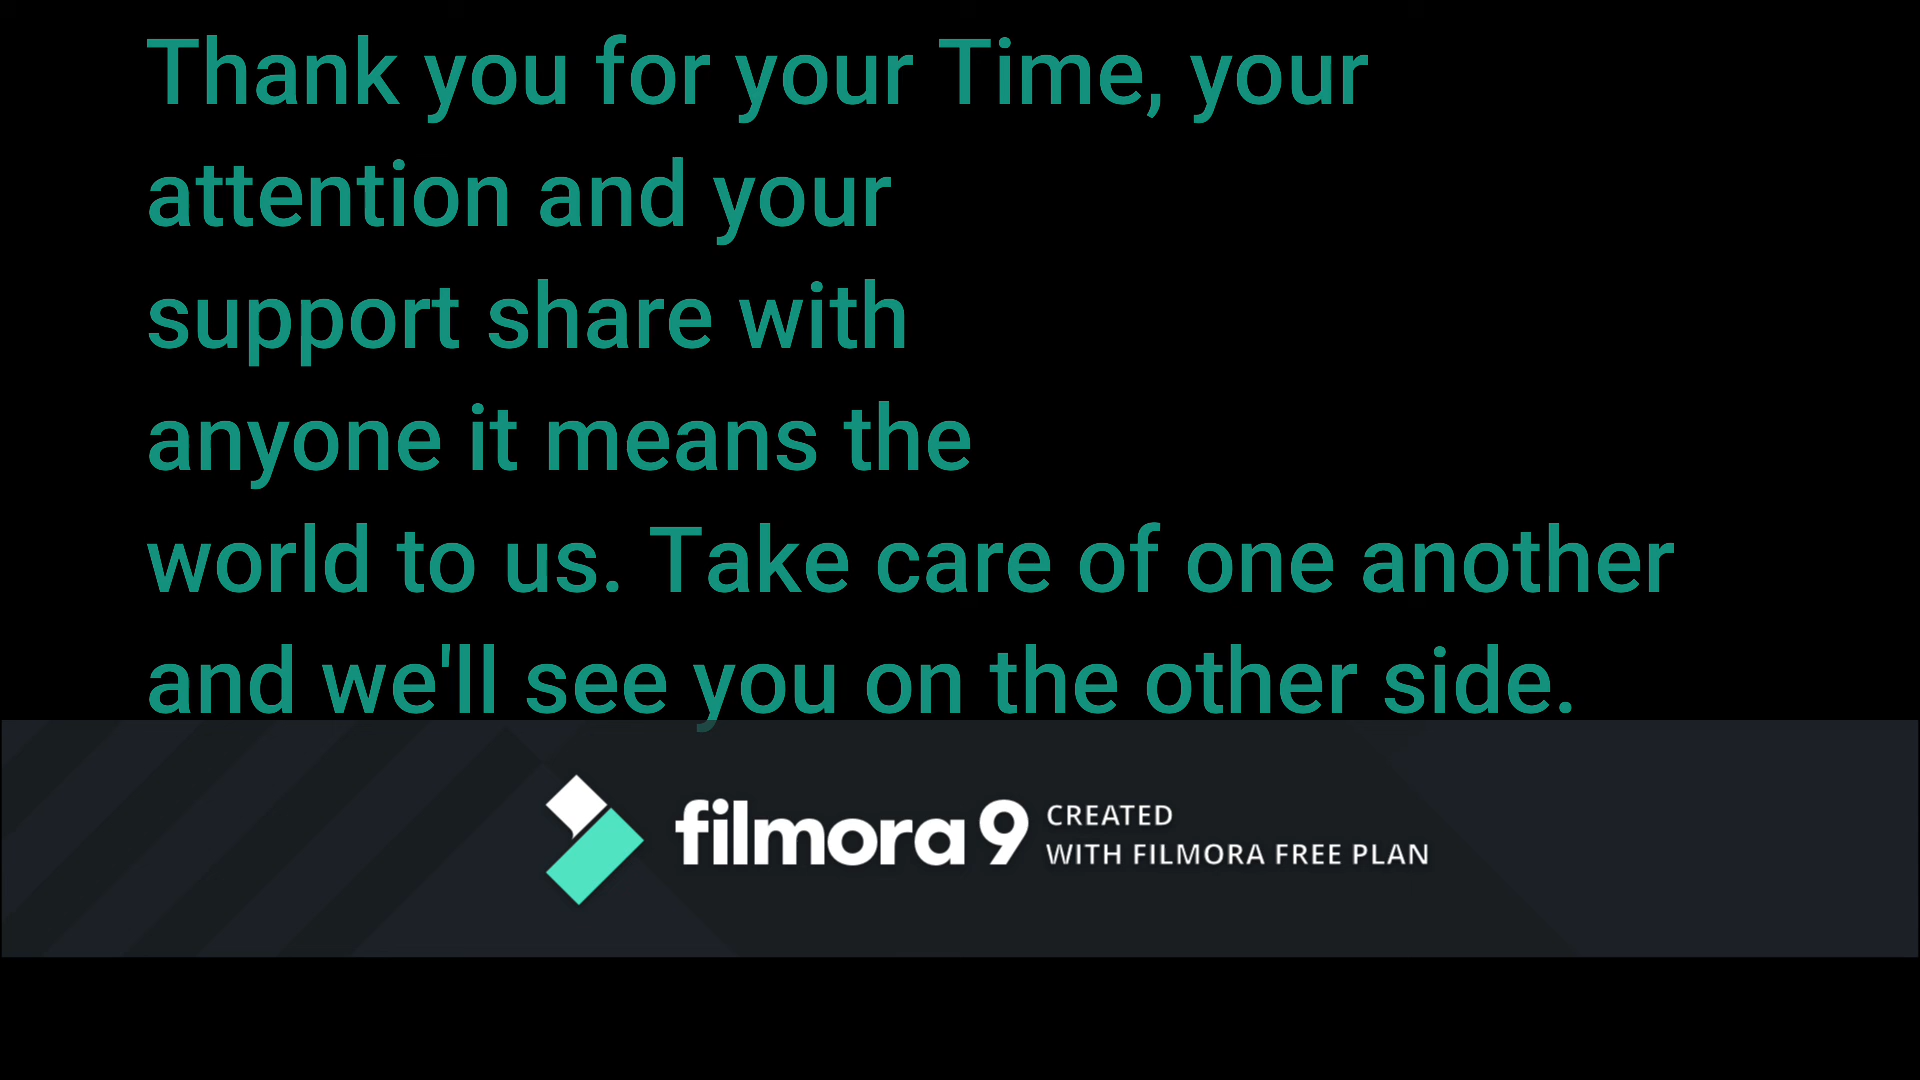 Thank you for your Time, your
attention and your
support share with
anyone it means the
world to us. Take care of one another
and we'll see you on the other side.
filmora 9 CREATED
WITH FILMORA FREE PLAN